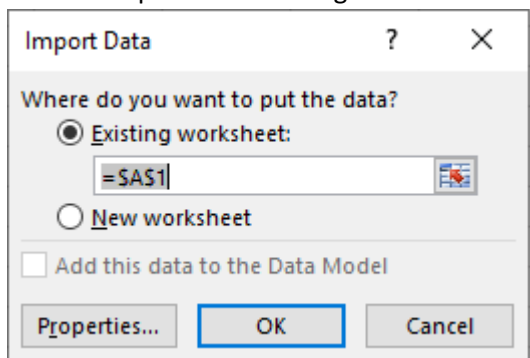 Import Data ? ×
Where do you want to put the data?
Existing worksheet:
=$A$1
New worksheet
Add this data to the Data Model
Properties... OK Cancel